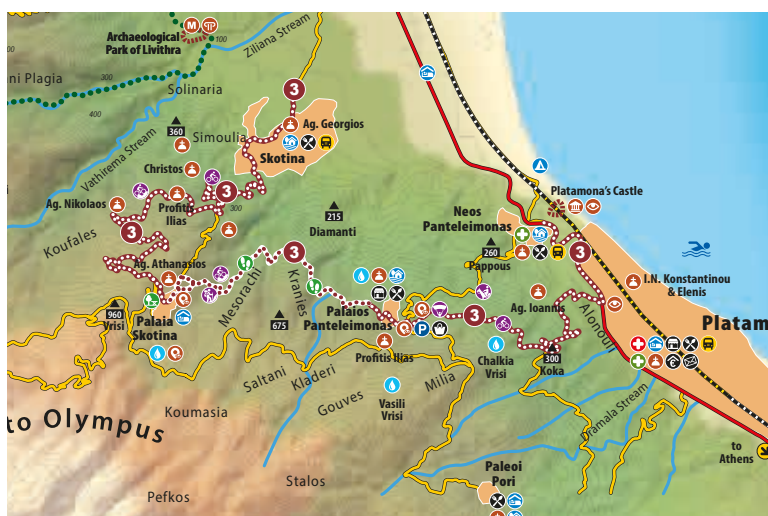 M
Archaeological
Park of Livithra
100
Ziliana Stream
ni Plagia
300
Solinaria
400
3
360
Simoulia
Ag. Georgios
Skotina
Vathirema Stream
Christos
Ag. Nikolaos
Profitis
Ilias
3
300
215
Diamanti
Koufales
3
Platamona's Castle
Neos
Panteleimonas
260
Pappous
3
Ag. Athanasios
Mesorachi
3
Kranies
I.N. Konstantinou
& Elenis
960
Vrisi
Palaia
Skotina
675
Palaios
Panteleimonas
P
3
Ag. Ioannis
Alonouli
Platam
Profitis Ilias
Chalkia
Vrisi
300
Koka
Saltani
Kladeri
Gouves
Milia
Vasili
Vrisi
to Olympus
Koumasia
Dramala Stream
to
Athens
Stalos
Pefkos
Paleoi
Pori